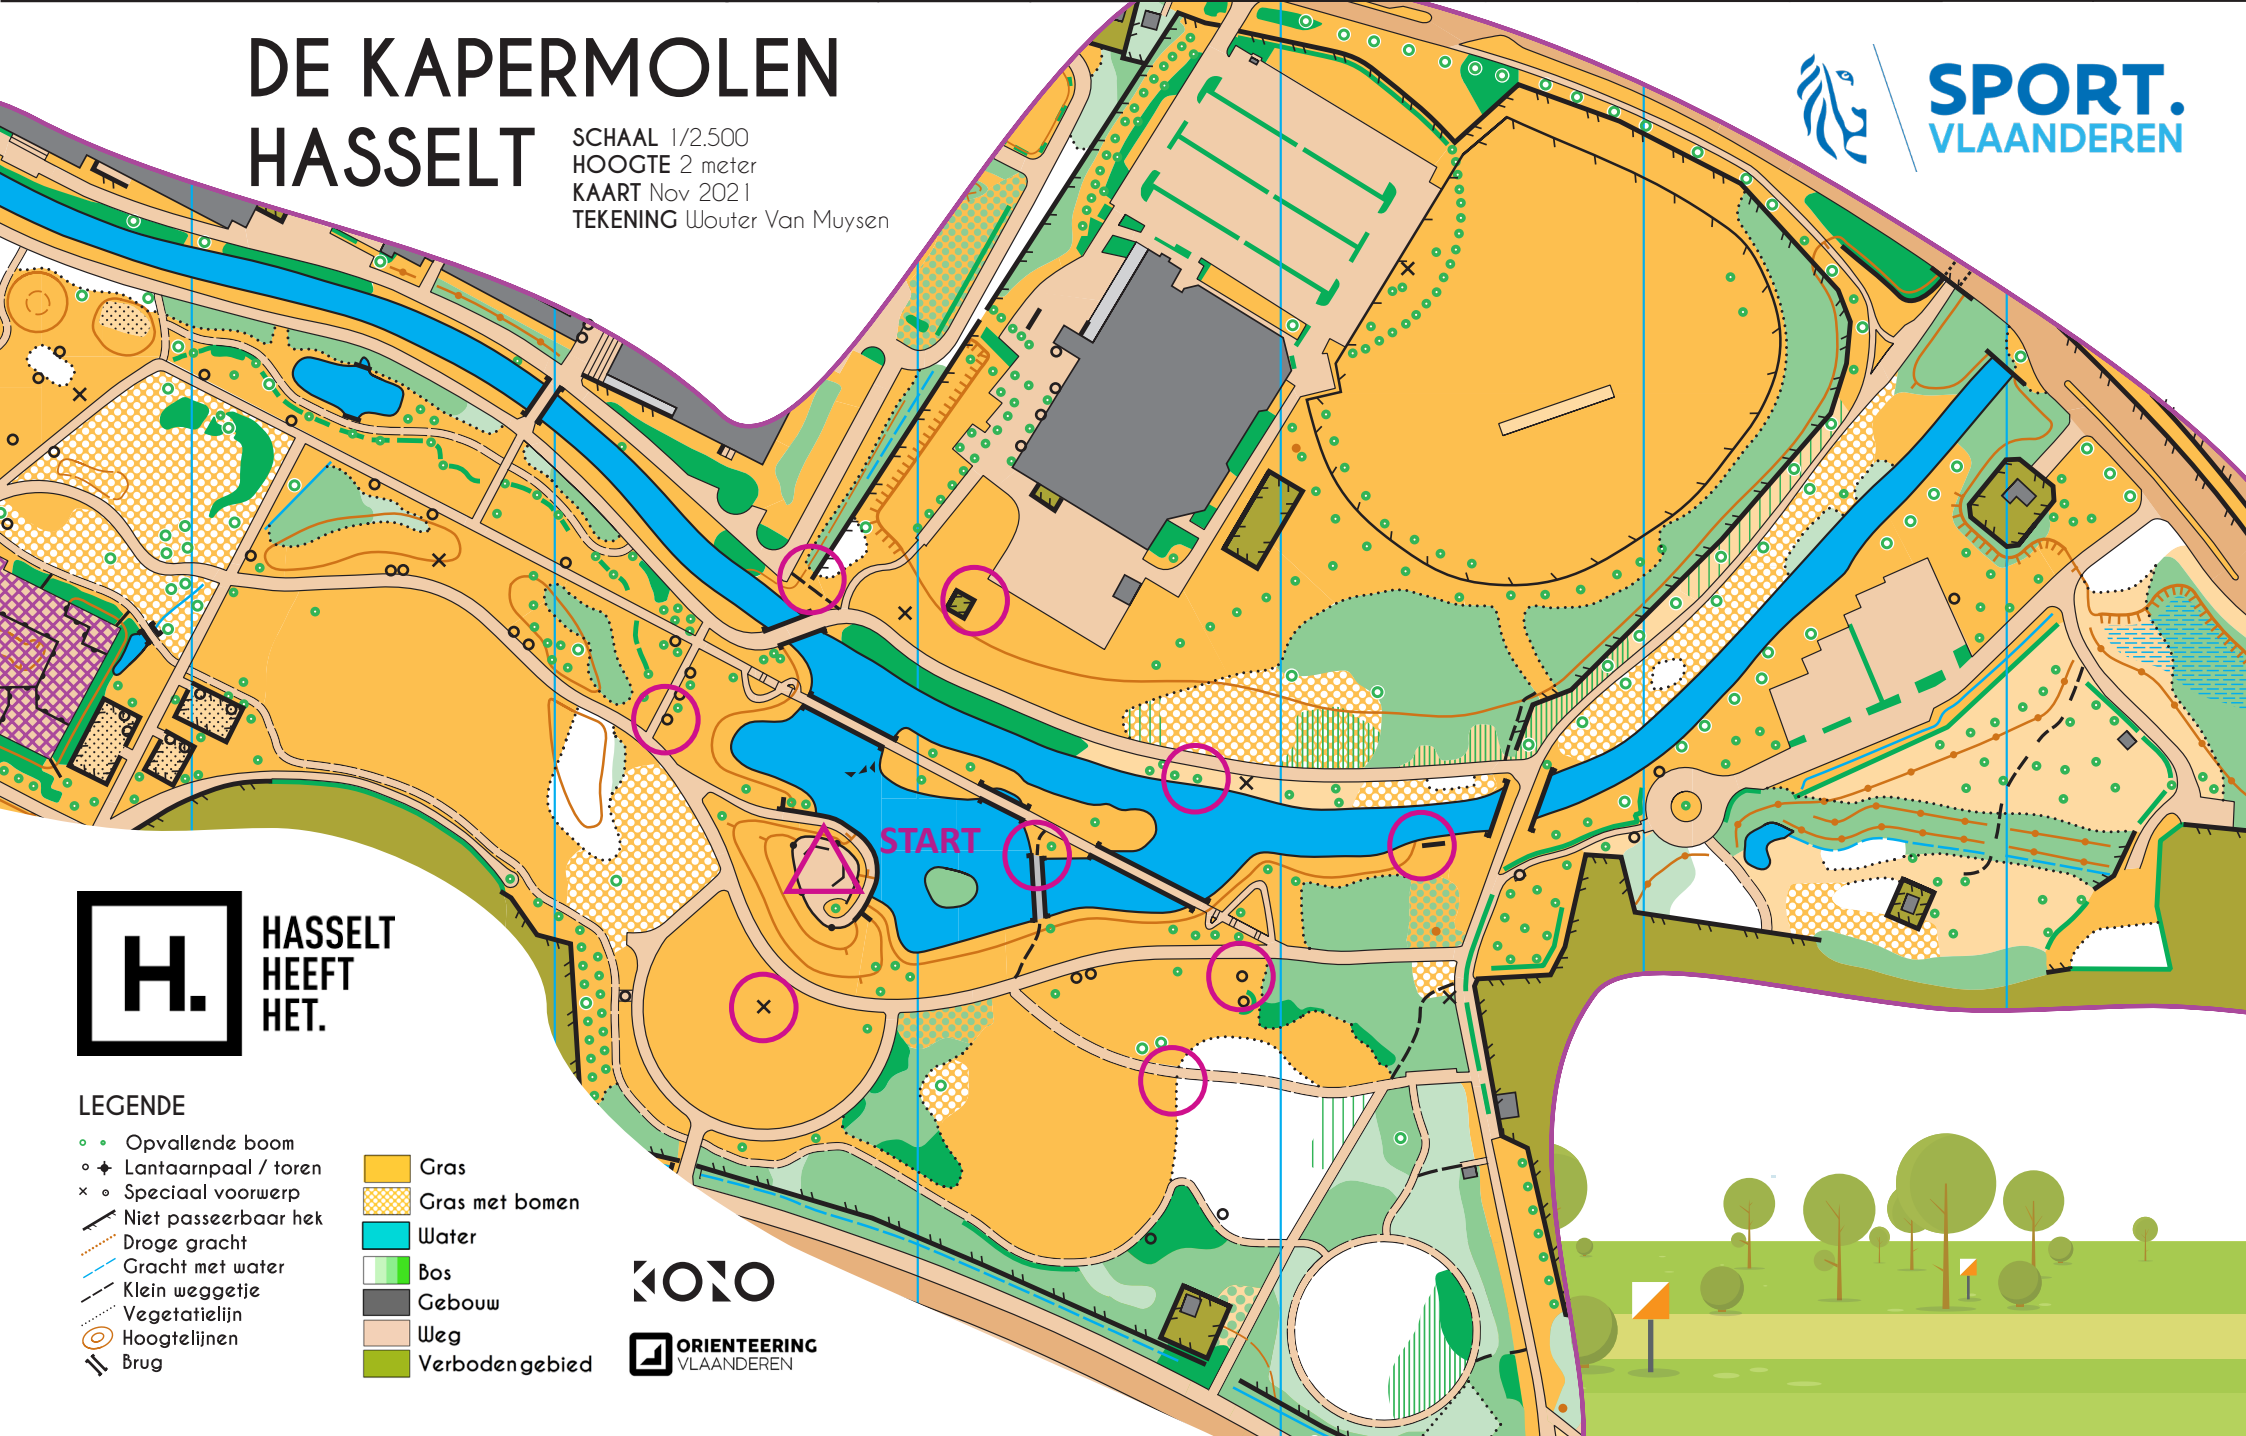 DE KAPERMOLEN
HASSELT
SCHAAL 1/2.500
HOOGTE 2 meter
KAART Nov 2021
TEKENING Wouter Van Muysen
SPORT.
VLAANDEREN
START
H.
HASSELT
HEEFT
HET.
LEGENDE
Opvallende boom
Lantaarnpaal / toren
Speciaal voorwerp
Niet passeerbaar hek
Droge gracht
Gracht met water
Klein weggetje
Vegetatielijn
Hoogtelijnen
Brug
Gras
Gras met bomen
Water
Bos
Gebouw
Weg
Verboden gebied
KONO
ORIENTEERING
VLAANDEREN